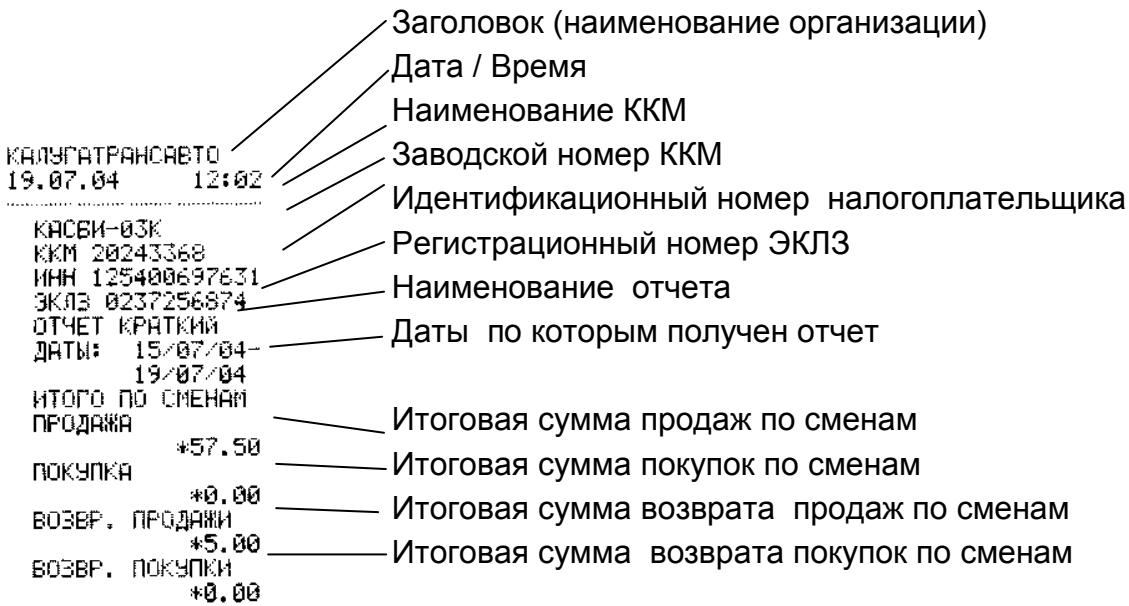 Заголовок (наименование организации)
Дата / Время
Наименование ККМ
Заводской номер ККМ
Идентификационный номер налогоплательщика
Регистрационный номер ЭКЛЗ
Наименование отчета
Даты по которым получен отчет
Итоговая сумма продаж по сменам
Итоговая сумма покупок по сменам
Итоговая сумма возврата продаж по сменам
Итоговая сумма возврата покупок по сменам
КАЛУГАТРАНСАВТО
19.07.04 12:02
КАСБИ-03К
ККМ 20243368
ИНН 125400697631
ЭКЛЗ 0237256874
ОТЧЕТ КРАТКИЙ
ДАТЫ: 15/07/04-
19/07/04
ИТОГО ПО СМЕНАМ
ПРОДАЖА
*57.50
ПОКУПКА
*0.00
ВОЗВР. ПРОДАЖИ
*5.00
ВОЗВР. ПОКУПКИ
*0.00